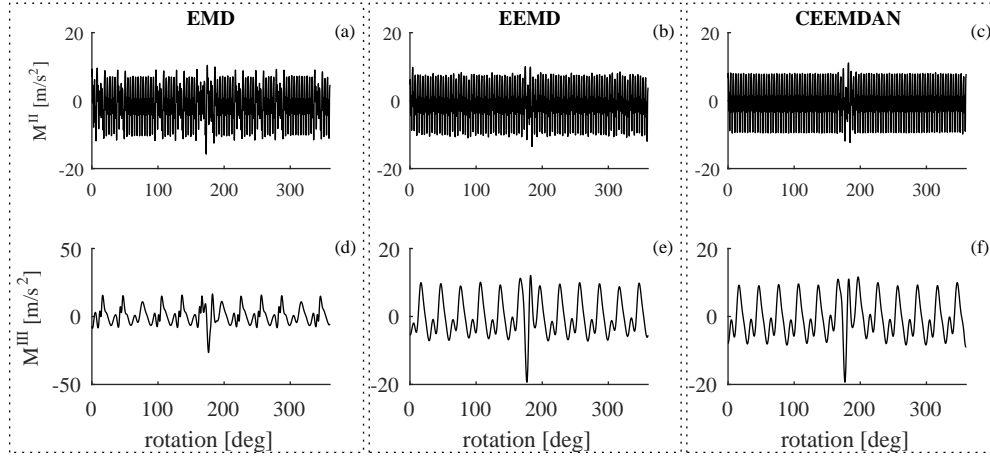 EMD EEMD CEEMDAN
(a) (b) (c)
M^II [m/s²]
20 20 20
0 0 0
-20 -20 -20
0 100 200 300 0 100 200 300 0 100 200 300
(d) (e) (f)
M^III [m/s²]
50 20 20
0 0 0
-50 -20 -20
0 100 200 300 0 100 200 300 0 100 200 300
rotation [deg] rotation [deg] rotation [deg]